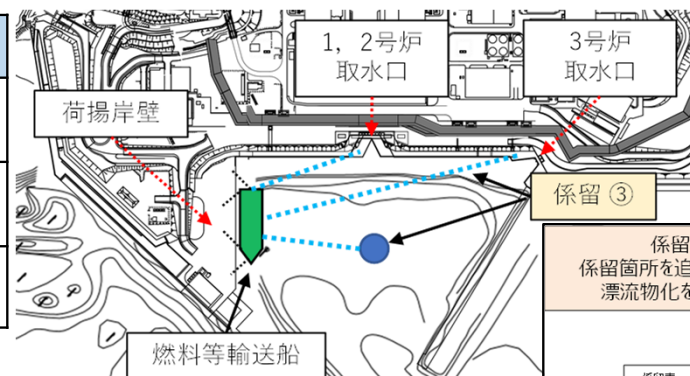 1，2号炉
取水口
3号炉
取水口
荷揚岸壁
係留 ③
係留
係留箇所を追
漂流物化を
燃料等輸送船